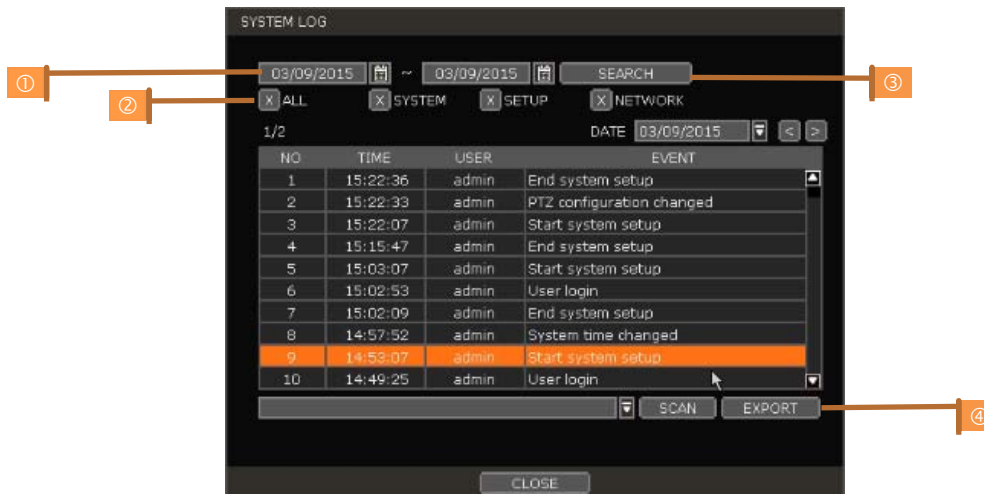 SYSTEM LOG
① 03/09/2015 ~ 03/09/2015 SEARCH ③
② X ALL X SYSTEM X SETUP X NETWORK
1/2 DATE 03/09/2015 < >
NO TIME USER EVENT
1 15:22:36 admin End system setup
2 15:22:33 admin PTZ configuration changed
3 15:22:07 admin Start system setup
4 15:15:47 admin End system setup
5 15:03:07 admin Start system setup
6 15:02:53 admin User login
7 15:02:09 admin End system setup
8 14:57:52 admin System time changed
9 14:53:07 admin Start system setup
10 14:49:25 admin User login
SCAN EXPORT ④
CLOSE